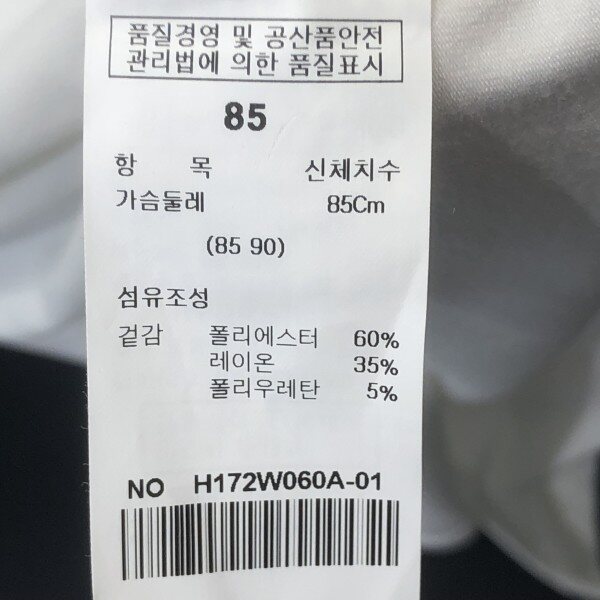 품질경영 및 공산품안전
관리법에 의한 품질표시
85
항 목 신체치수
가슴둘레 85Cm
(85 90)
섬유조성
겉감 폴리에스터 60%
레이온 35%
폴리우레탄 5%
NO H172W060A-01